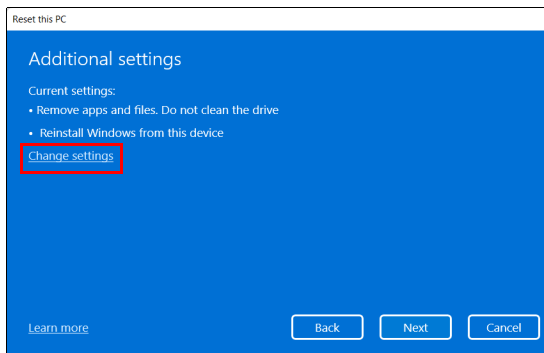 Reset this PC
Additional settings
Current settings:
• Remove apps and files. Do not clean the drive
• Reinstall Windows from this device
Change settings
Learn more
Back
Next
Cancel